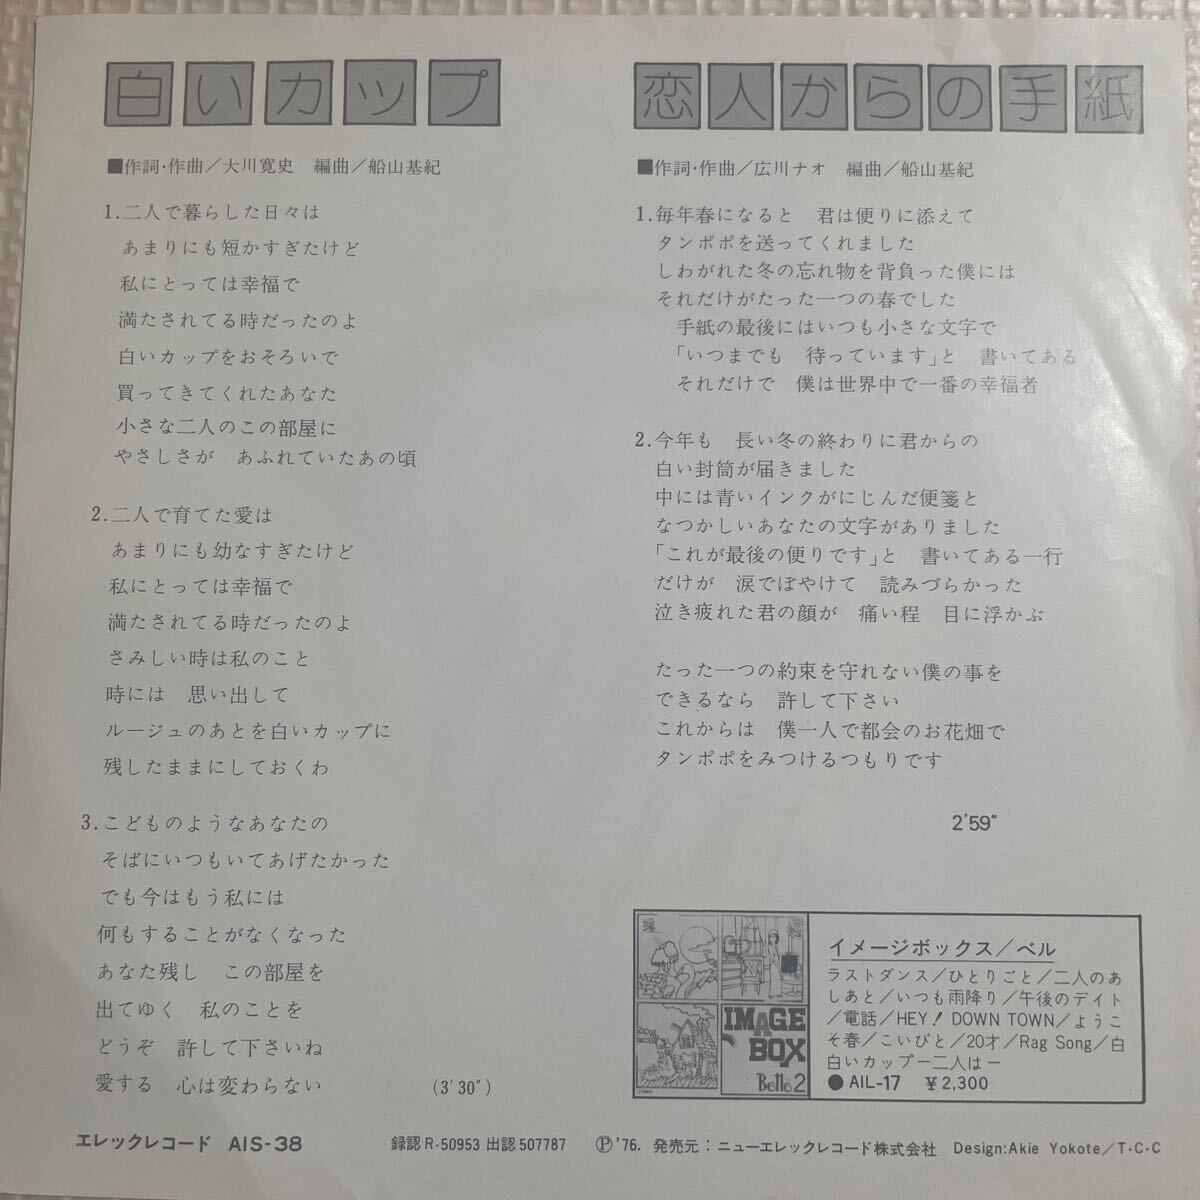 白いカップ
■作詞・作曲／大川寛史　編曲／船山基紀
1.二人で暮らした日々は
あまりにも短かすぎたけど
私にとっては幸福で
満たされてる時だったのよ
白いカップをおそろいで
買ってきてくれたあなた
小さな二人のこの部屋に
やさしさが　あふれていたあの頃
2.二人で育てた愛は
あまりにも幼なすぎたけど
私にとっては幸福で
満たされてる時だったのよ
さみしい時は私のこと
時には　思い出して
ルージュのあとを白いカップに
残したままにしておくわ
3.こどものようなあなたの
そばにいつもいてあげたかった
でも今はもう私には
何もすることがなくなった
あなた残し　この部屋を
出てゆく　私のことを
どうぞ　許して下さいね
愛する　心は変わらない　(3'30")
恋人からの手紙
■作詞・作曲／広川ナオ　編曲／船山基紀
1.毎年春になると　君は便りに添えて
タンポポを送ってくれました
しわがれた冬の忘れ物を背負った僕には
それだけがたった一つの春でした
手紙の最後にはいつも小さな文字で
「いつまでも　待っています」と　書いてある
それだけで　僕は世界中で一番の幸福者
2.今年も　長い冬の終わりに君からの
白い封筒が届きました
中には青いインクがにじんだ便箋と
なつかしいあなたの文字がありました
「これが最後の便りです」と　書いてある一行
だけが　涙でぼやけて　読みづらかった
泣き疲れた君の顔が　痛い程　目に浮かぶ
たった一つの約束を守れない僕の事を
できるなら　許して下さい
これからは　僕一人で都会のお花畑で
タンポポをみつけるつもりです
2'59"
IMAGE
BOX
Belle 2
イメージボックス／ベル
ラストダンス／ひとりごと／二人のあ
しあと／いつも雨降り／午後のデイト
／電話／HEY! DOWN TOWN／ようこ
そ春／こいびと／20才／Rag Song／白
白いカップ－二人は－
●AIL-17　￥2,300
エレックレコード　AIS-38　録認R-50953 出認507787　Ⓟ'76. 発売元：ニューエレックレコード株式会社　Design:Akie Yokote／T・C・C